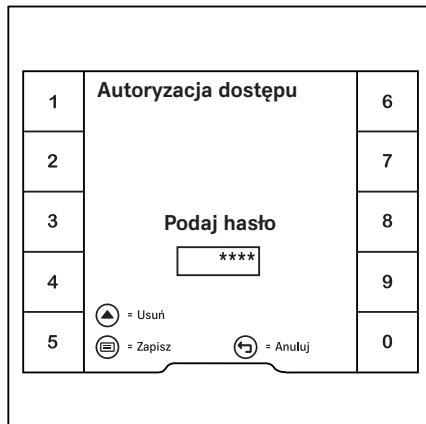 Autoryzacja dostępu
1
6
2
7
3
8
Podaj hasło
****
4
9
= Usuń
5
= Zapisz
= Anuluj
0